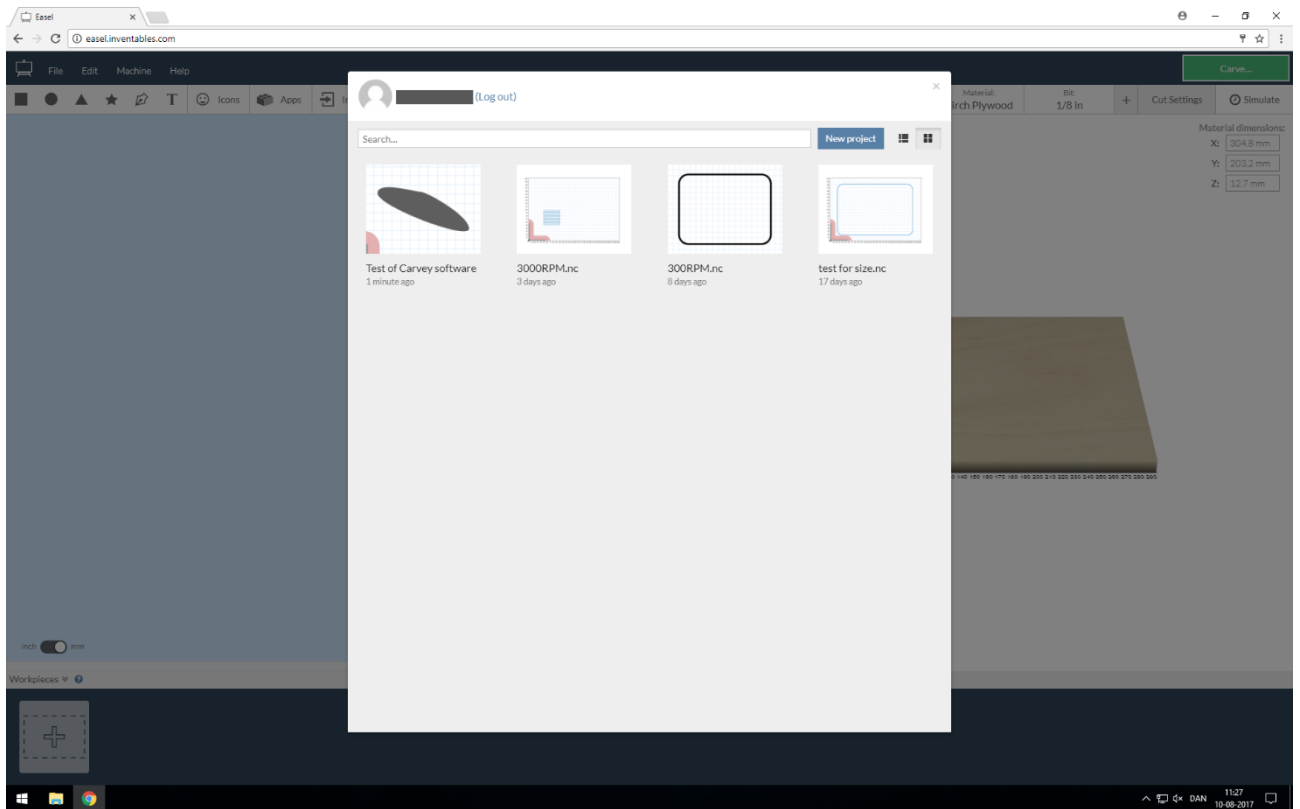 Easel
easel.inventables.com
File Edit Machine Help
Carve...
T Icons Apps
(Log out)
Material:
irch Plywood
Bit:
1/8 in
Cut Settings
Simulate
Search...
New project
Material dimensions:
X: 304.8 mm
Y: 203.2 mm
Z: 12.7 mm
Test of Carvey software
1 minute ago
3000RPM.nc
3 days ago
300RPM.nc
8 days ago
test for size.nc
17 days ago
inch mm
Workpieces
DAN
11:27
10-08-2017